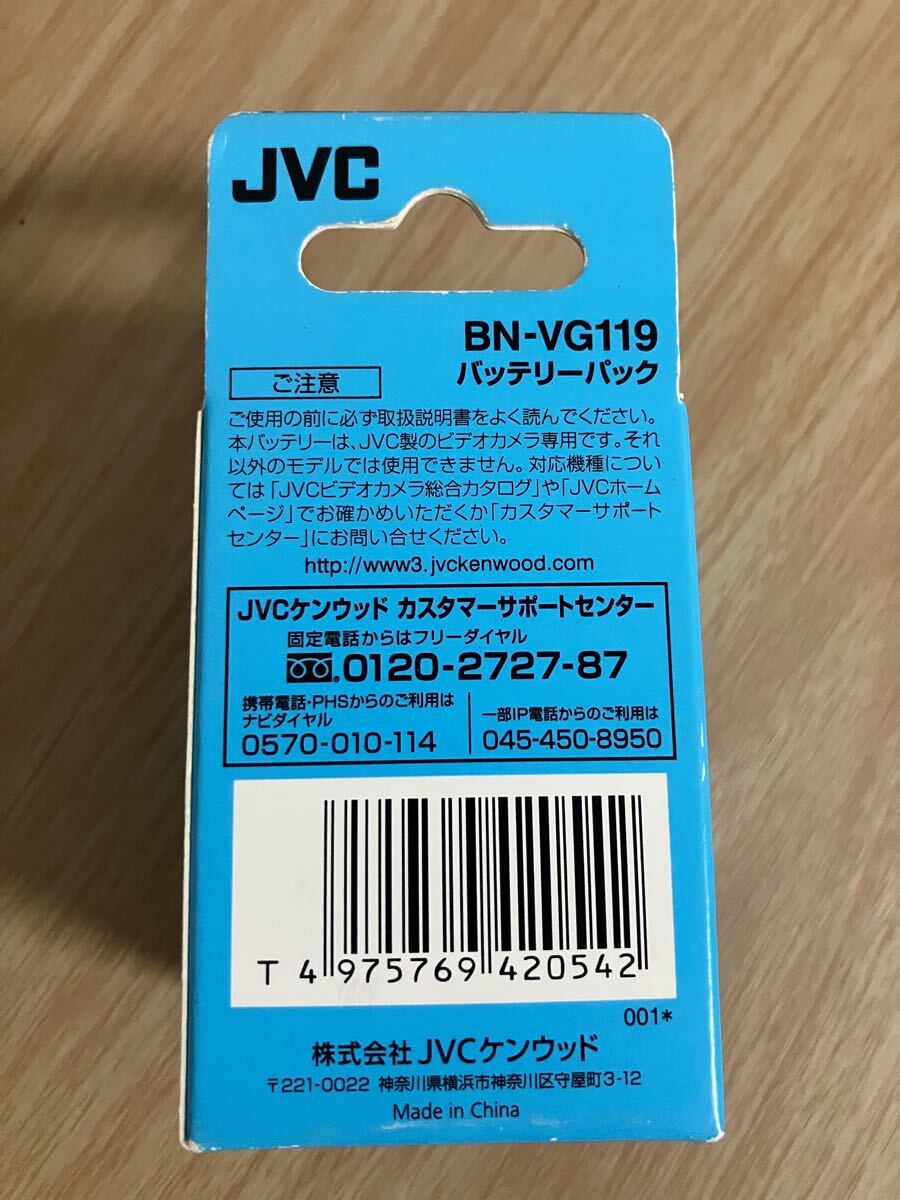 JVC
BN-VG119
バッテリーパック
ご注意
ご使用の前に必ず取扱説明書をよく読んでください。
本バッテリーは、JVC製のビデオカメラ専用です。それ
以外のモデルでは使用できません。対応機種につい
ては「JVCビデオカメラ総合カタログ」や「JVCホーム
ページ」でお確かめいただくか「カスタマーサポート
センター」にお問い合せください。
http://www3.jvckenwood.com
JVCケンウッド カスタマーサポートセンター
固定電話からはフリーダイヤル
0120-2727-87
携帯電話・PHSからのご利用は
ナビダイヤル
0570-010-114
一部IP電話からのご利用は
045-450-8950
T 4 975769 420542
001*
株式会社 JVCケンウッド
〒221-0022 神奈川県横浜市神奈川区守屋町3-12
Made in China